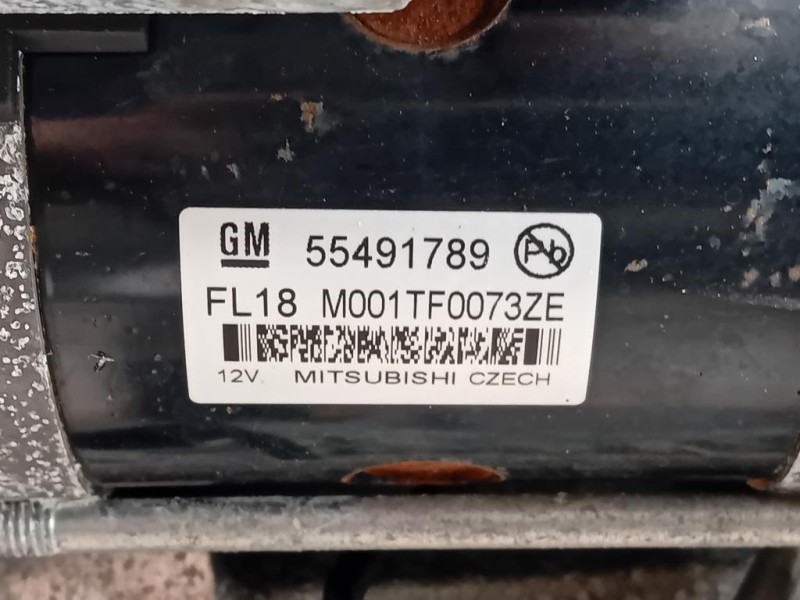 GM 55491789 Pb
FL18 M001TF0073ZE
12V. MITSUBISHI CZECH